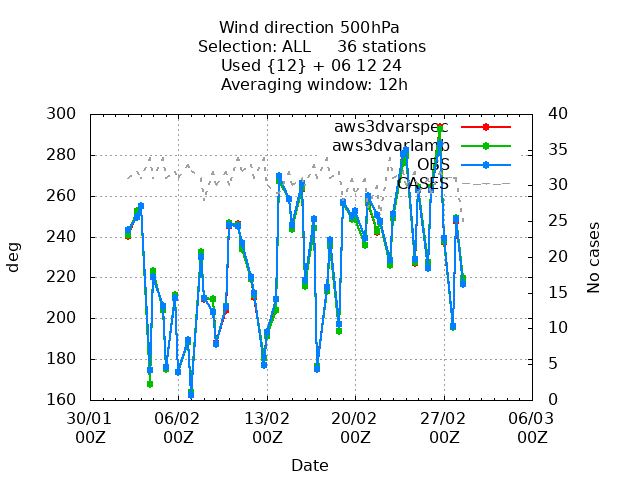 Wind direction 500hPa
Selection: ALL 36 stations
Used {12} + 06 12 24
Averaging window: 12h
300 40
aws3dvarspec
aws3dvarlamb
280 35
OBS
CASES
30
260
25
240
deg No cases
20
220
15
200
10
180
5
160 0
30/01 06/02 13/02 20/02 27/02 06/03
00Z 00Z 00Z 00Z 00Z 00Z
Date